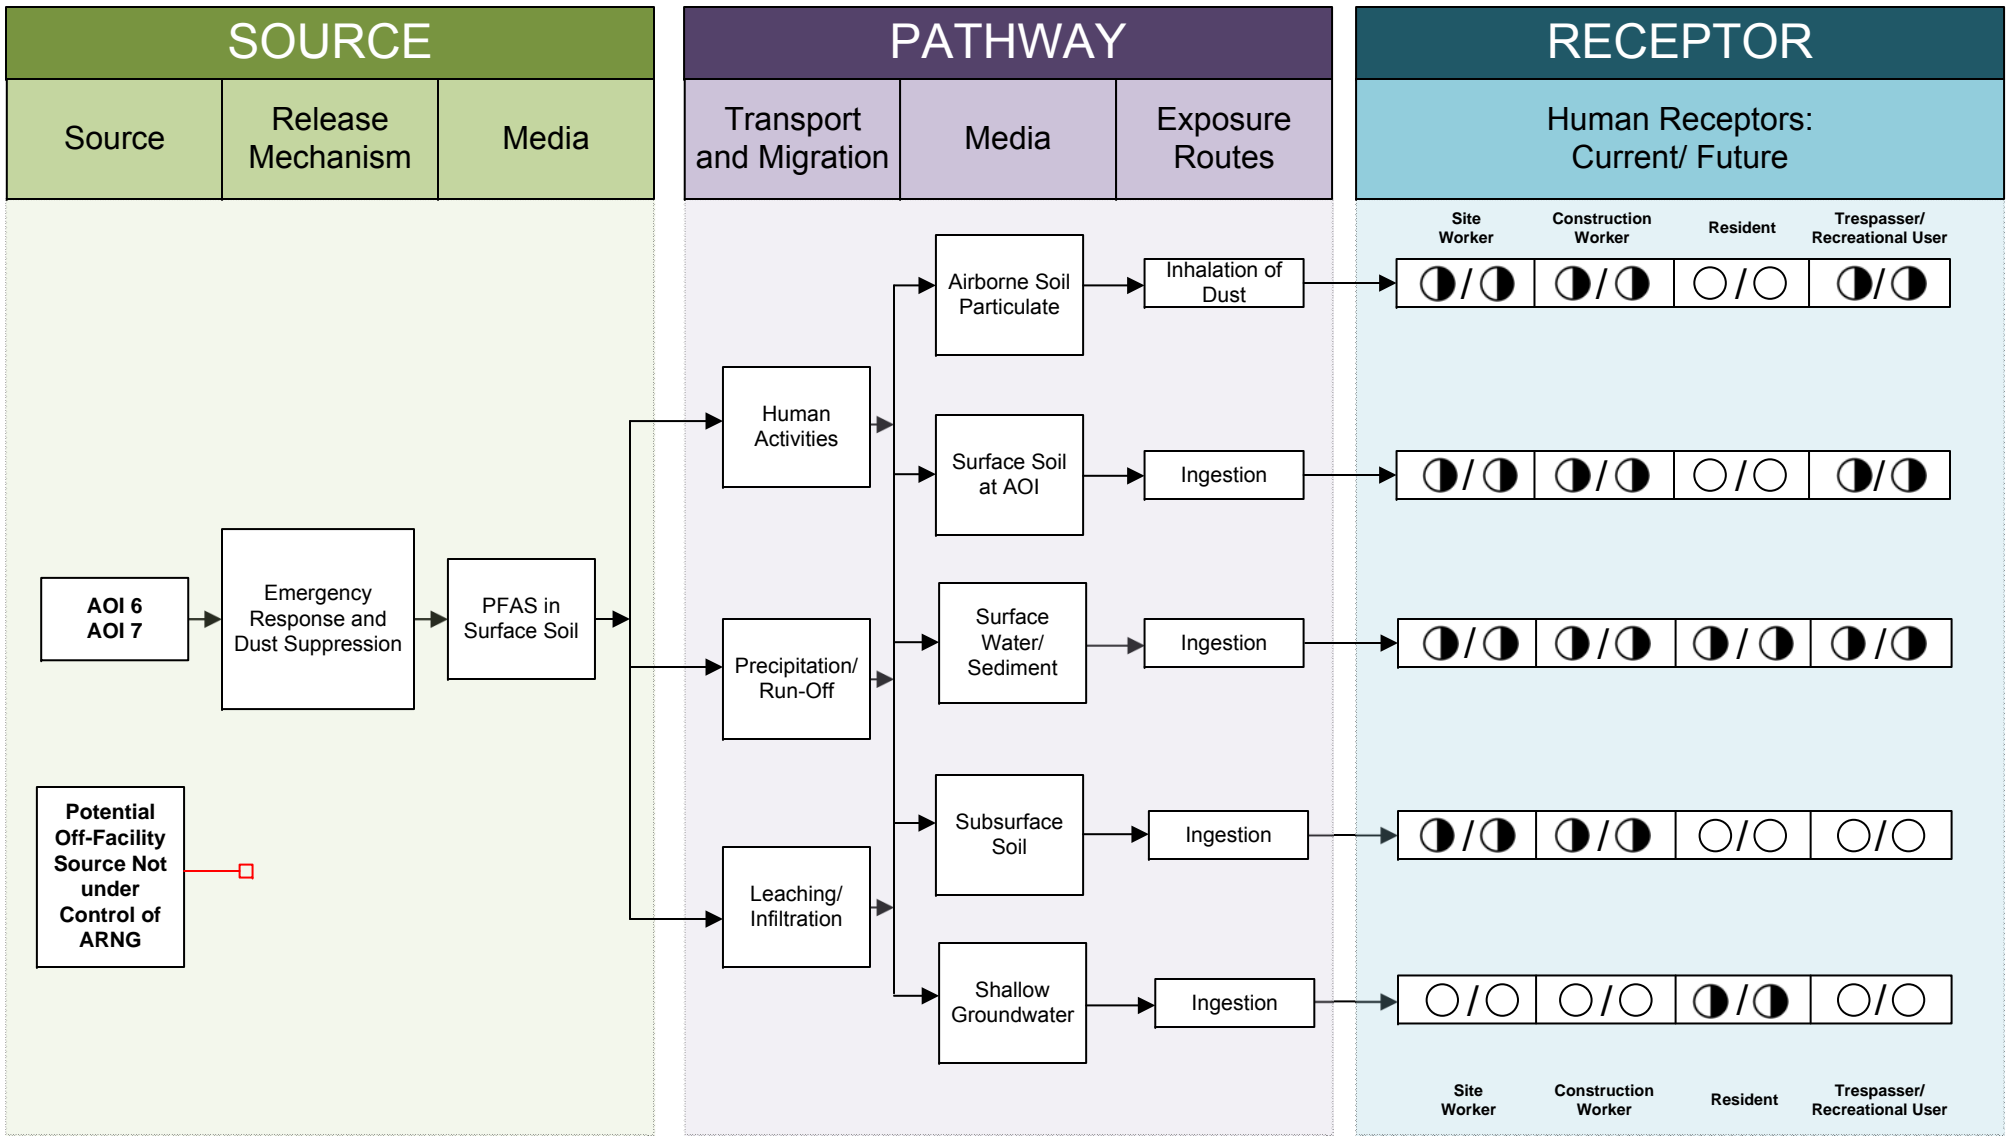 SOURCE
PATHWAY
RECEPTOR
Source
Release
Mechanism
Media
Transport
and Migration
Media
Exposure
Routes
Human Receptors:
Current/ Future
Site
Worker
Construction
Worker
Resident
Trespasser/
Recreational User
Airborne Soil
Particulate
Inhalation of
Dust
/
/
/
/
Human
Activities
Surface Soil
at AOI
Ingestion
/
/
/
/
AOI 6
AOI 7
Emergency
Response and
Dust Suppression
PFAS in
Surface Soil
Precipitation/
Run-Off
Surface
Water/
Sediment
Ingestion
/
/
/
/
Potential
Off-Facility
Source Not
under
Control of
ARNG
Leaching/
Infiltration
Subsurface
Soil
Ingestion
/
/
/
/
Shallow
Groundwater
Ingestion
/
/
/
/
Site
Worker
Construction
Worker
Resident
Trespasser/
Recreational User